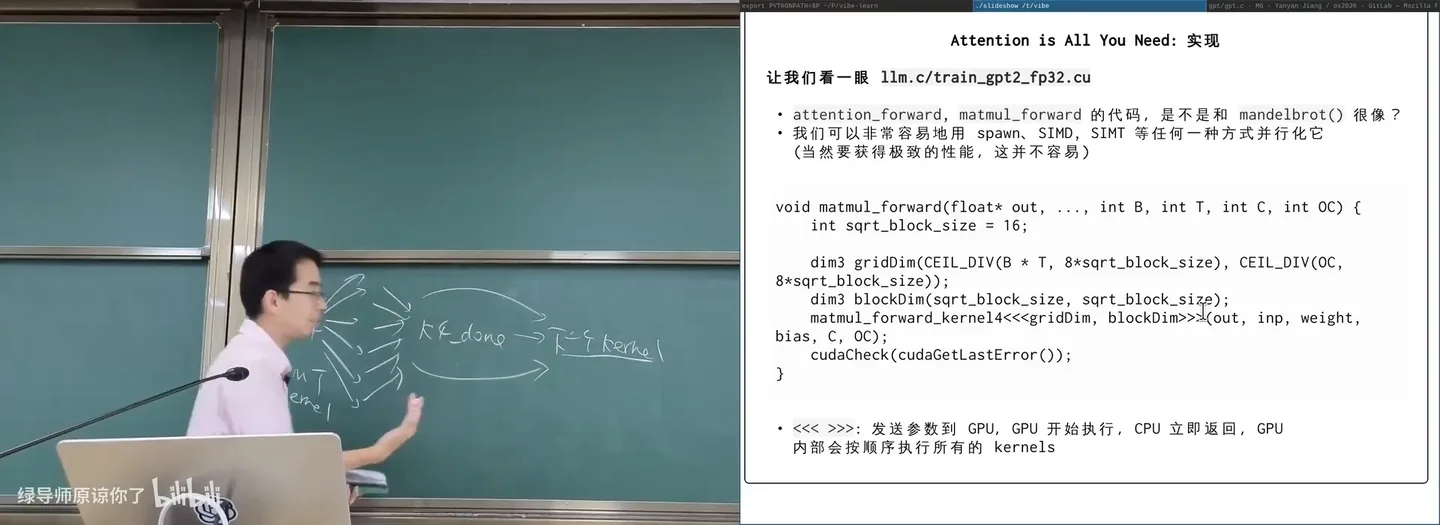 export PYTHONPATH=$P ~/P/vibe-learn
./slideshow /t/vibe
gpt/gpt.c · M6 · Yanyan Jiang / os2026 · GitLab — Mozilla F
Attention is All You Need: 实现
让我们看一眼 llm.c/train_gpt2_fp32.cu
• attention_forward, matmul_forward 的代码, 是不是和 mandelbrot() 很像?
• 我们可以非常容易地用 spawn、SIMD, SIMT 等任何一种方式并行化它
(当然要获得极致的性能, 这并不容易)
void matmul_forward(float* out, ..., int B, int T, int C, int OC) {
int sqrt_block_size = 16;
dim3 gridDim(CEIL_DIV(B * T, 8*sqrt_block_size), CEIL_DIV(OC,
8*sqrt_block_size));
dim3 blockDim(sqrt_block_size, sqrt_block_size);
matmul_forward_kernel4<<<gridDim, blockDim>>>(out, inp, weight,
bias, C, OC);
cudaCheck(cudaGetLastError());
}
• <<< >>>: 发送参数到 GPU, GPU 开始执行, CPU 立即返回, GPU
内部会按顺序执行所有的 kernels
K4_done
下一个 kernel
M T
ernel
绿导师原谅你了 bilibili